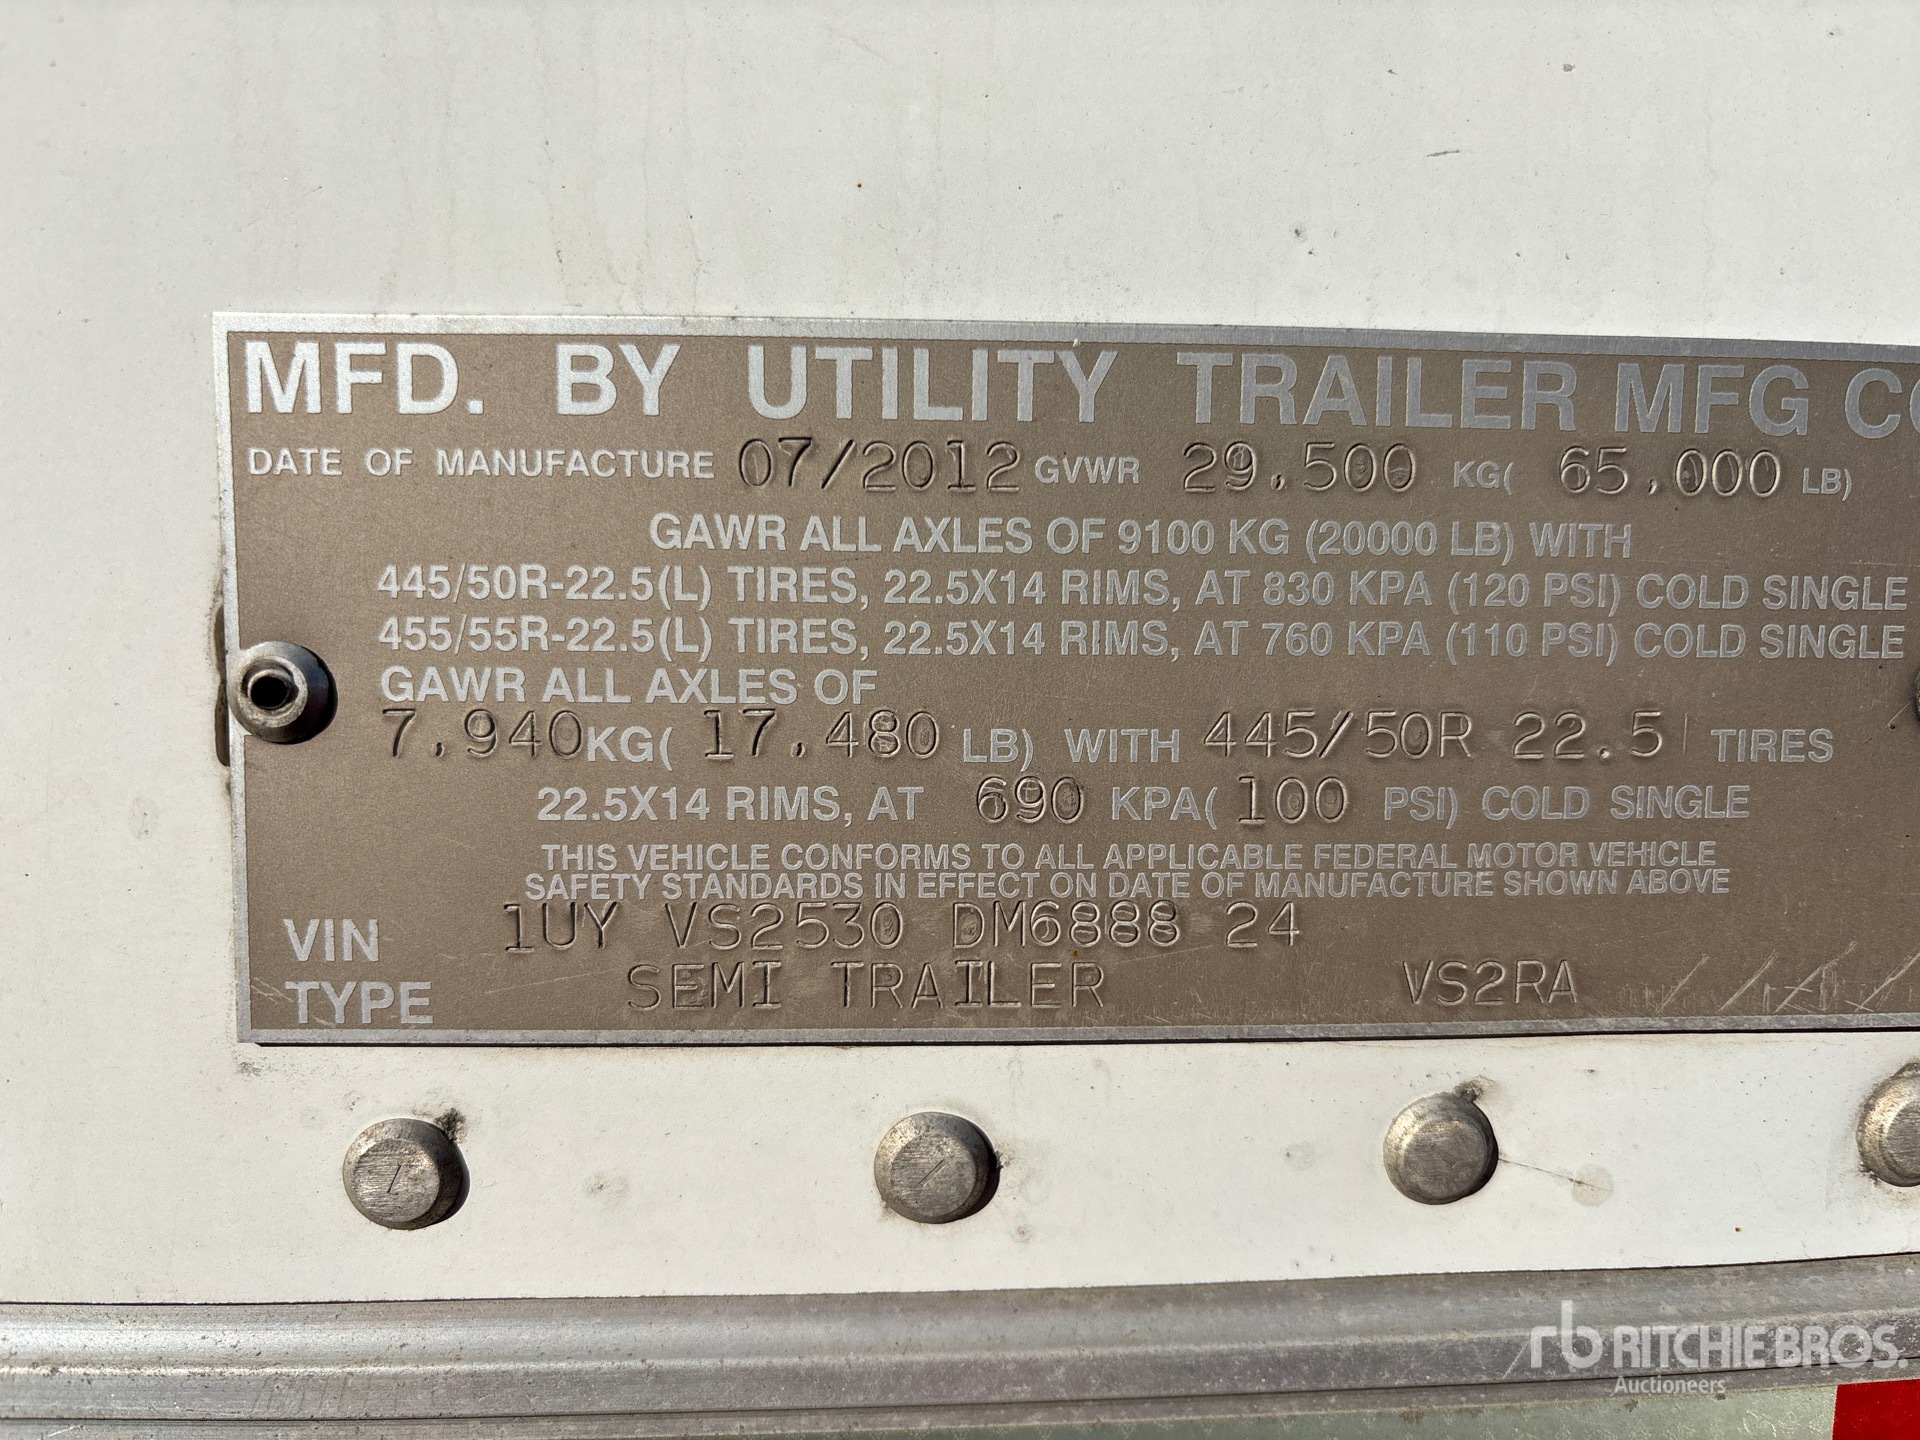 MFD. BY UTILITY TRAILER MFG CO
DATE OF MANUFACTURE 07/2012 GVWR 29.500 KG( 65.000 LB)
GAWR ALL AXLES OF 9100 KG (20000 LB) WITH
445/50R-22.5(L) TIRES, 22.5X14 RIMS, AT 830 KPA (120 PSI) COLD SINGLE
455/55R-22.5(L) TIRES, 22.5X14 RIMS, AT 760 KPA (110 PSI) COLD SINGLE
GAWR ALL AXLES OF
7.940 KG( 17.480 LB) WITH 445/50R 22.5 TIRES
22.5X14 RIMS, AT 690 KPA( 100 PSI) COLD SINGLE
THIS VEHICLE CONFORMS TO ALL APPLICABLE FEDERAL MOTOR VEHICLE
SAFETY STANDARDS IN EFFECT ON DATE OF MANUFACTURE SHOWN ABOVE
VIN 1UY VS2530 DM6888 24
TYPE SEMI TRAILER VS2RA
rb RITCHIE BROS.
Auctioneers